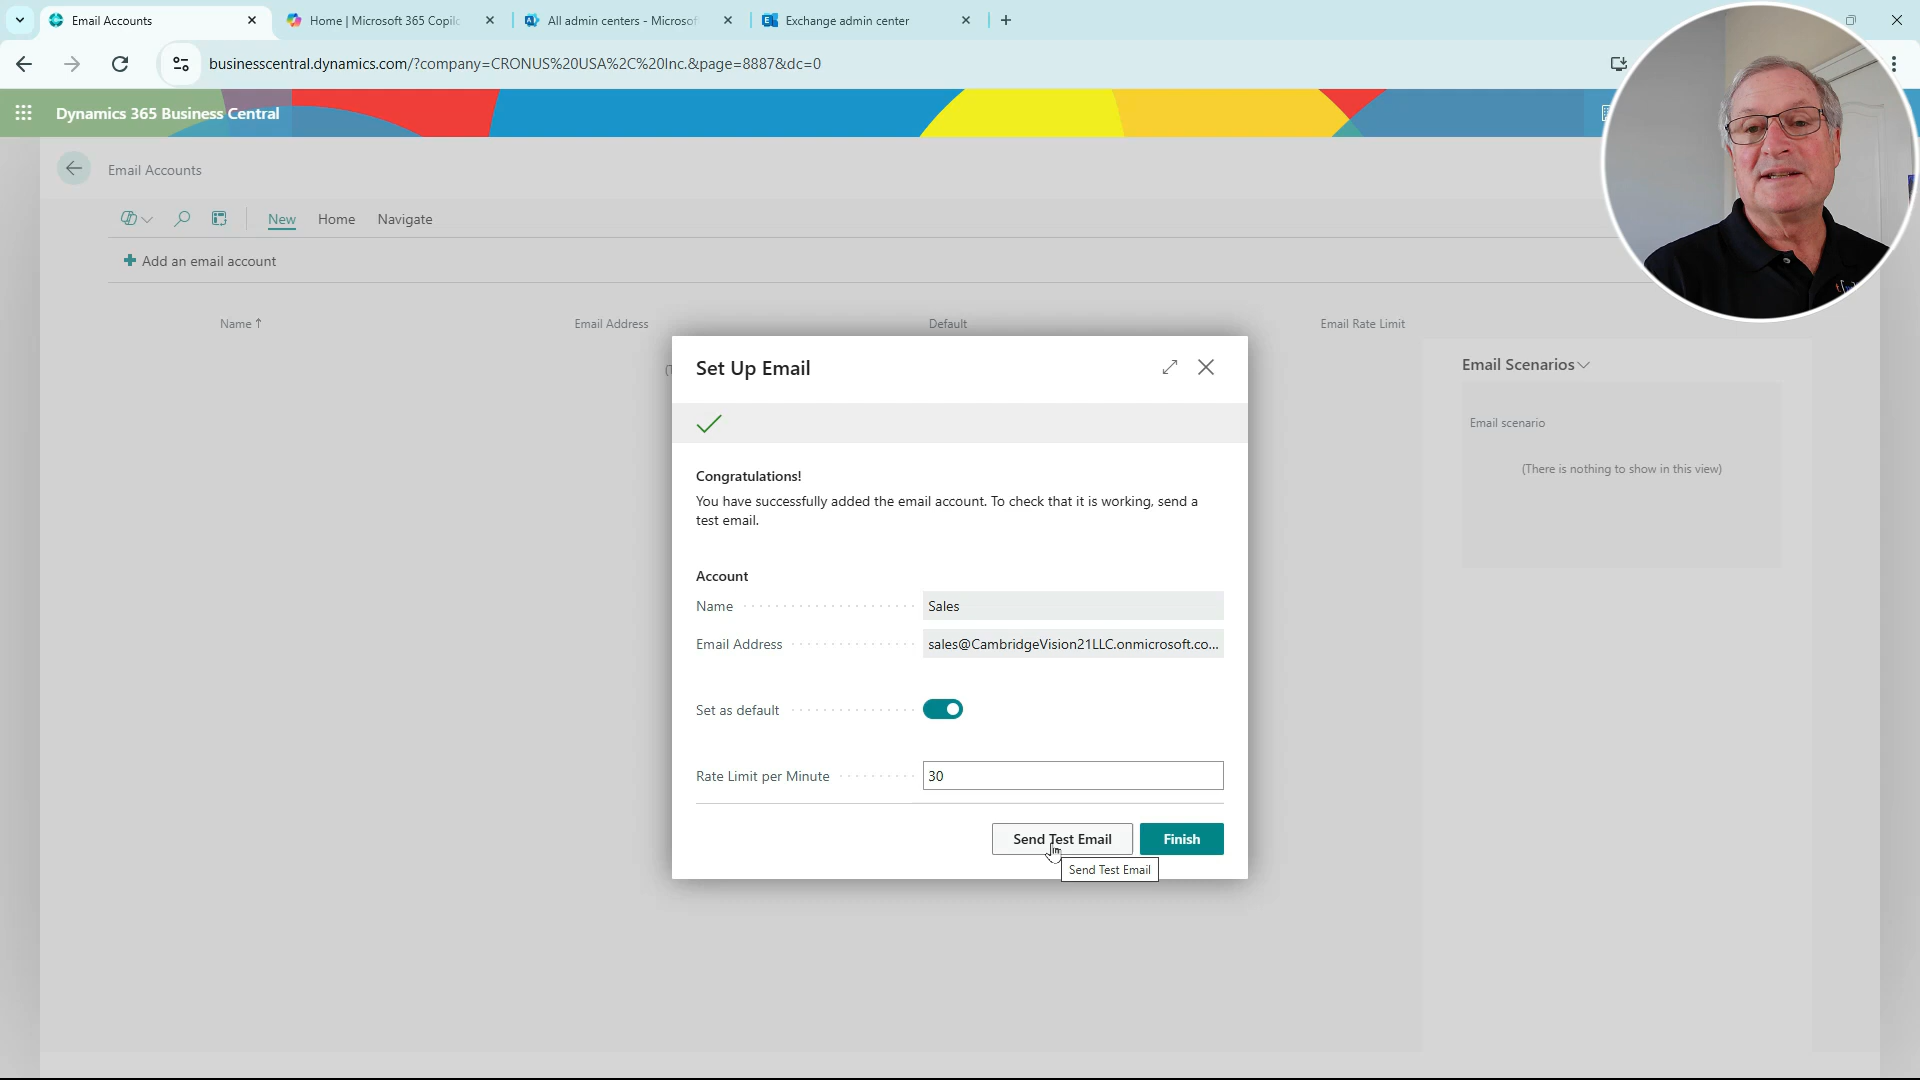 Email Accounts
Home | Microsoft 365 Copilo
All admin centers - Microsof
Exchange admin center
businesscentral.dynamics.com/?company=CRONUS%20USA%2C%20Inc.&page=8887&dc=0
Dynamics 365 Business Central
Email Accounts
New Home Navigate
Add an email account
Name ↑ Email Address Default Email Rate Limit
Set Up Email
Email Scenarios
Email scenario
(There is nothing to show in this view)
Congratulations!
You have successfully added the email account. To check that it is working, send a
test email.
Account
Name Sales
Email Address sales@CambridgeVision21LLC.onmicrosoft.co...
Set as default
Rate Limit per Minute 30
Send Test Email Finish
Send Test Email